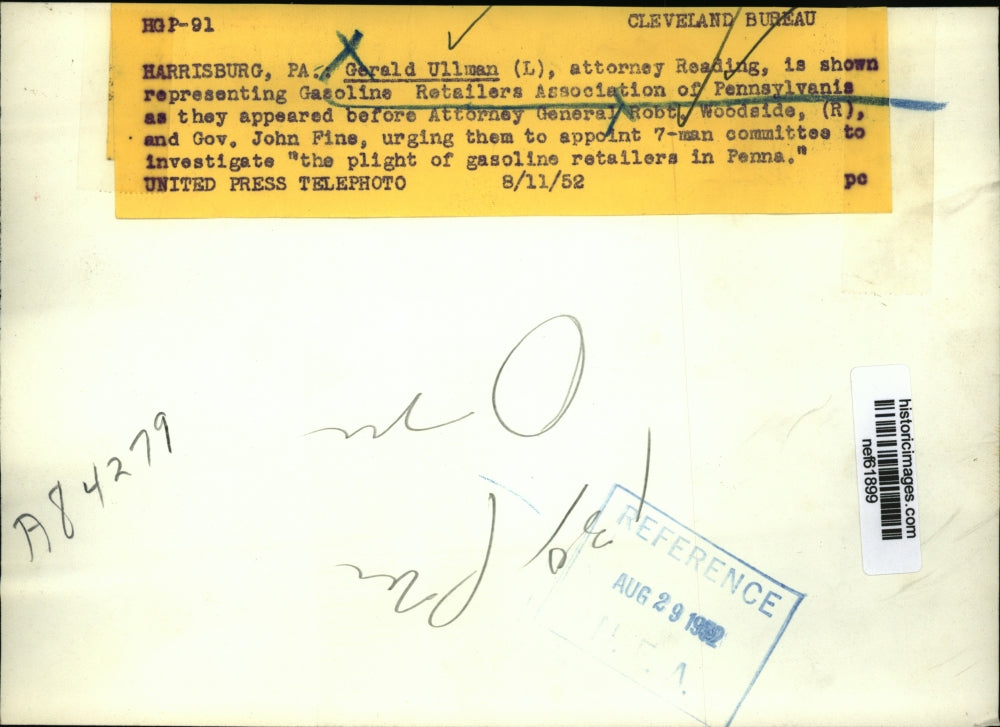 HGP-91 CLEVELAND BUREAU
HARRISBURG, PA.. Gerald Ullman (L), attorney Reading, is shown
representing Gasoline Retailers Association of Pennsylvanis
as they appeared before Attorney General Robt. Woodside, (R),
and Gov. John Fine, urging them to appoint 7-man committee to
investigate "the plight of gasoline retailers in Penna."
UNITED PRESS TELEPHOTO 8/11/52 pc
A84279
historicimages.com
nef61899
REFERENCE
AUG 29 1952
N. E. A.